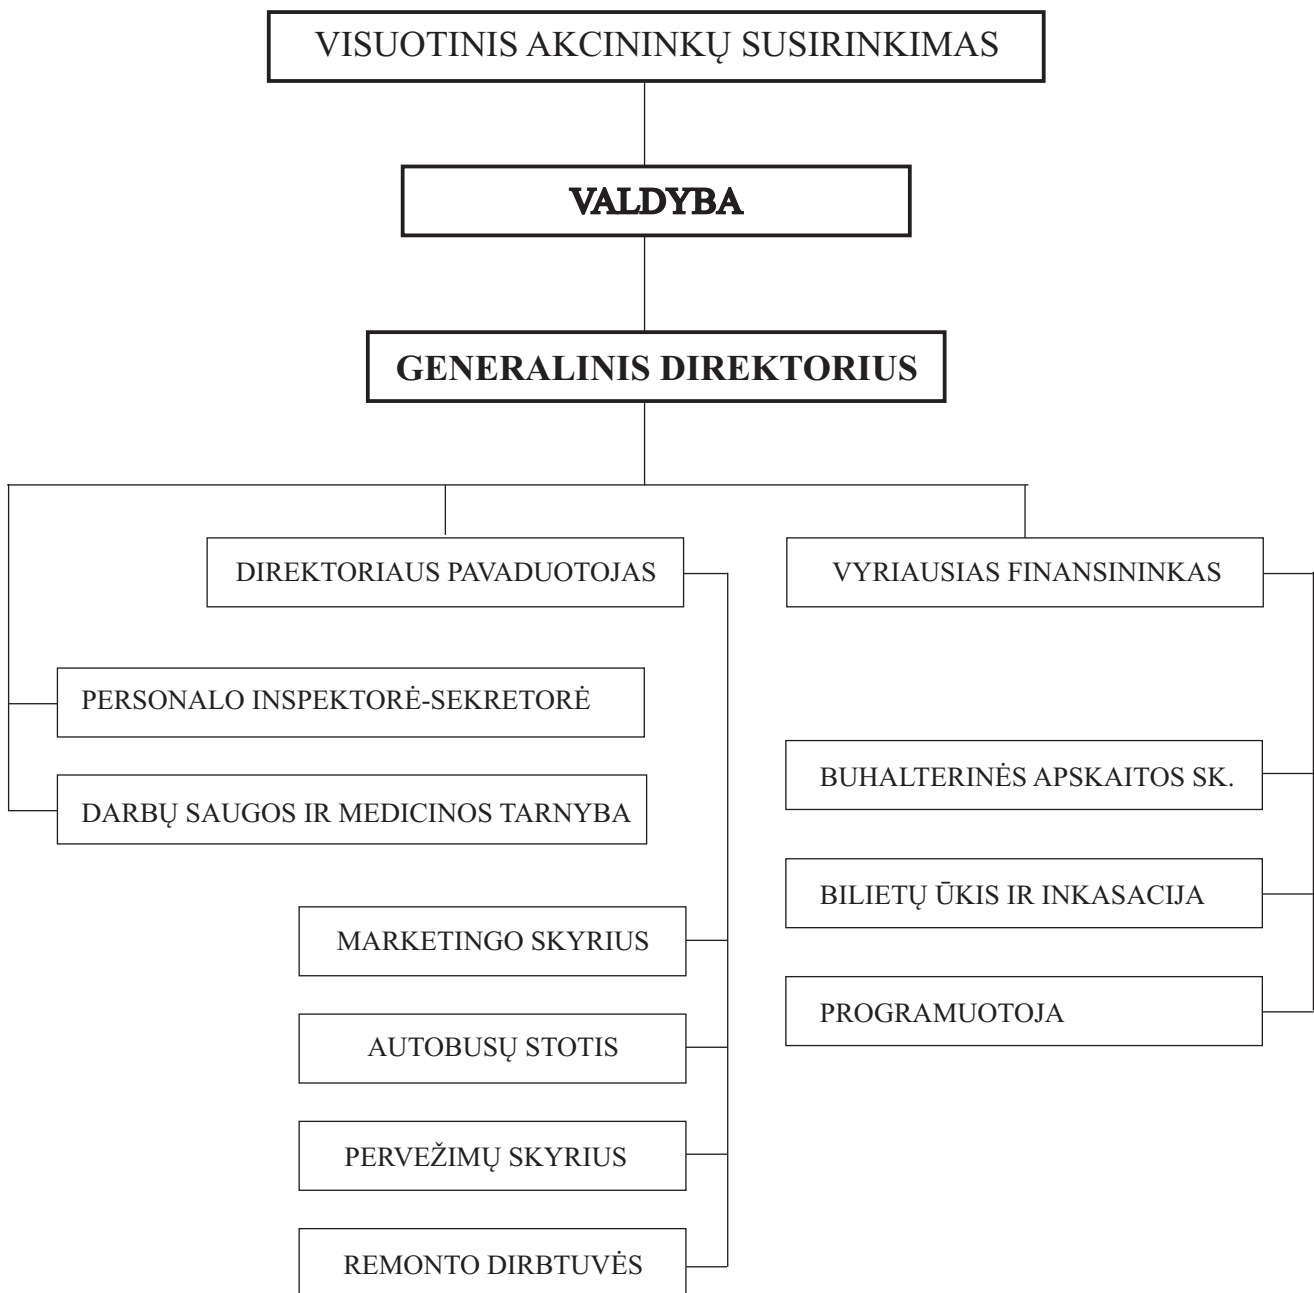 VISUOTINIS AKCININKŲ SUSIRINKIMAS
VALDYBA
GENERALINIS DIREKTORIUS
DIREKTORIAUS PAVADUOTOJAS
VYRIAUSIAS FINANSININKAS
PERSONALO INSPEKTORĖ-SEKRETORĖ
DARBŲ SAUGOS IR MEDICINOS TARNYBA
MARKETINGO SKYRIUS
AUTOBUSŲ STOTIS
PERVEŽIMŲ SKYRIUS
REMONTO DIRBTUVĖS
BUHALTERINĖS APSKAITOS SK.
BILIETŲ ŪKIS IR INKASACIJA
PROGRAMUOTOJA